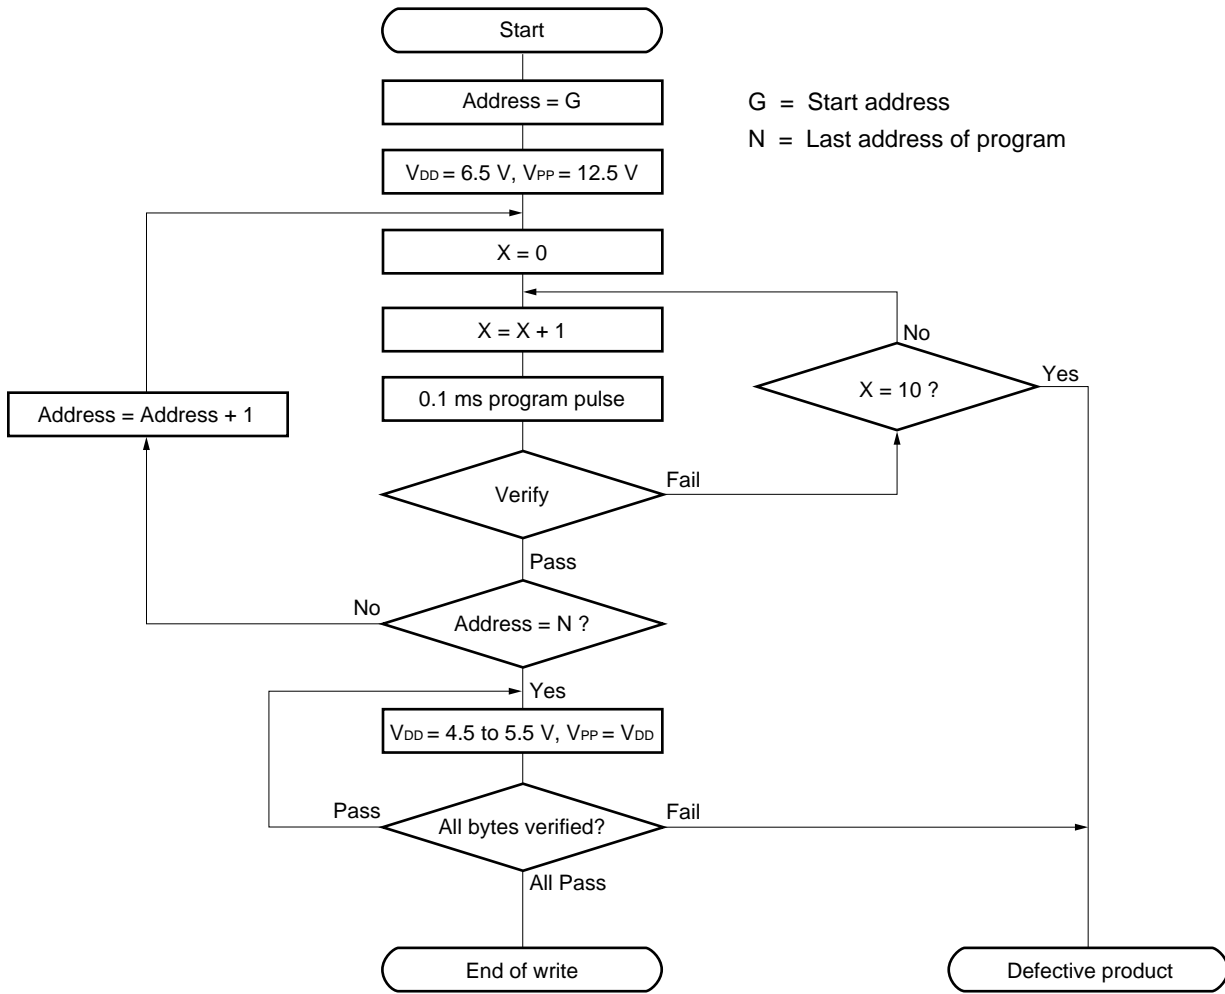 Start
Address = G
G = Start address
N = Last address of program
VDD = 6.5 V, VPP = 12.5 V
X = 0
X = X + 1
No
X = 10 ?
Yes
0.1 ms program pulse
Address = Address + 1
Verify
Fail
Pass
No
Address = N ?
Yes
VDD = 4.5 to 5.5 V, VPP = VDD
Pass
All bytes verified?
Fail
All Pass
End of write
Defective product